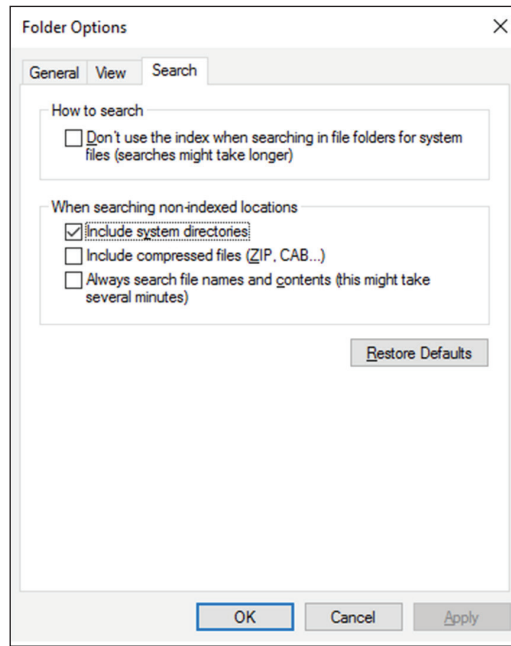 Folder Options
General View Search
How to search
Don't use the index when searching in file folders for system
files (searches might take longer)
When searching non-indexed locations
Include system directories
Include compressed files (ZIP, CAB...)
Always search file names and contents (this might take
several minutes)
Restore Defaults
OK Cancel Apply